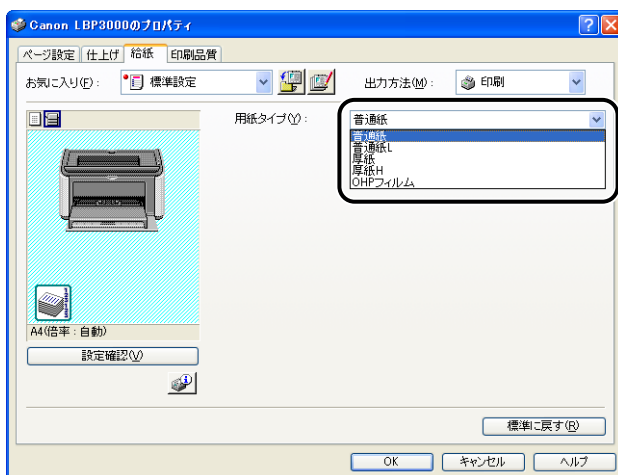 Canon LBP3000のプロパティ
ページ設定 仕上げ 給紙 印刷品質
お気に入り(F): 標準設定 出力方法(M): 印刷
用紙タイプ(Y): 普通紙
普通紙
普通紙L
厚紙
厚紙H
OHPフィルム
A4(倍率:自動)
設定確認(V)
標準に戻す(R)
OK キャンセル ヘルプ